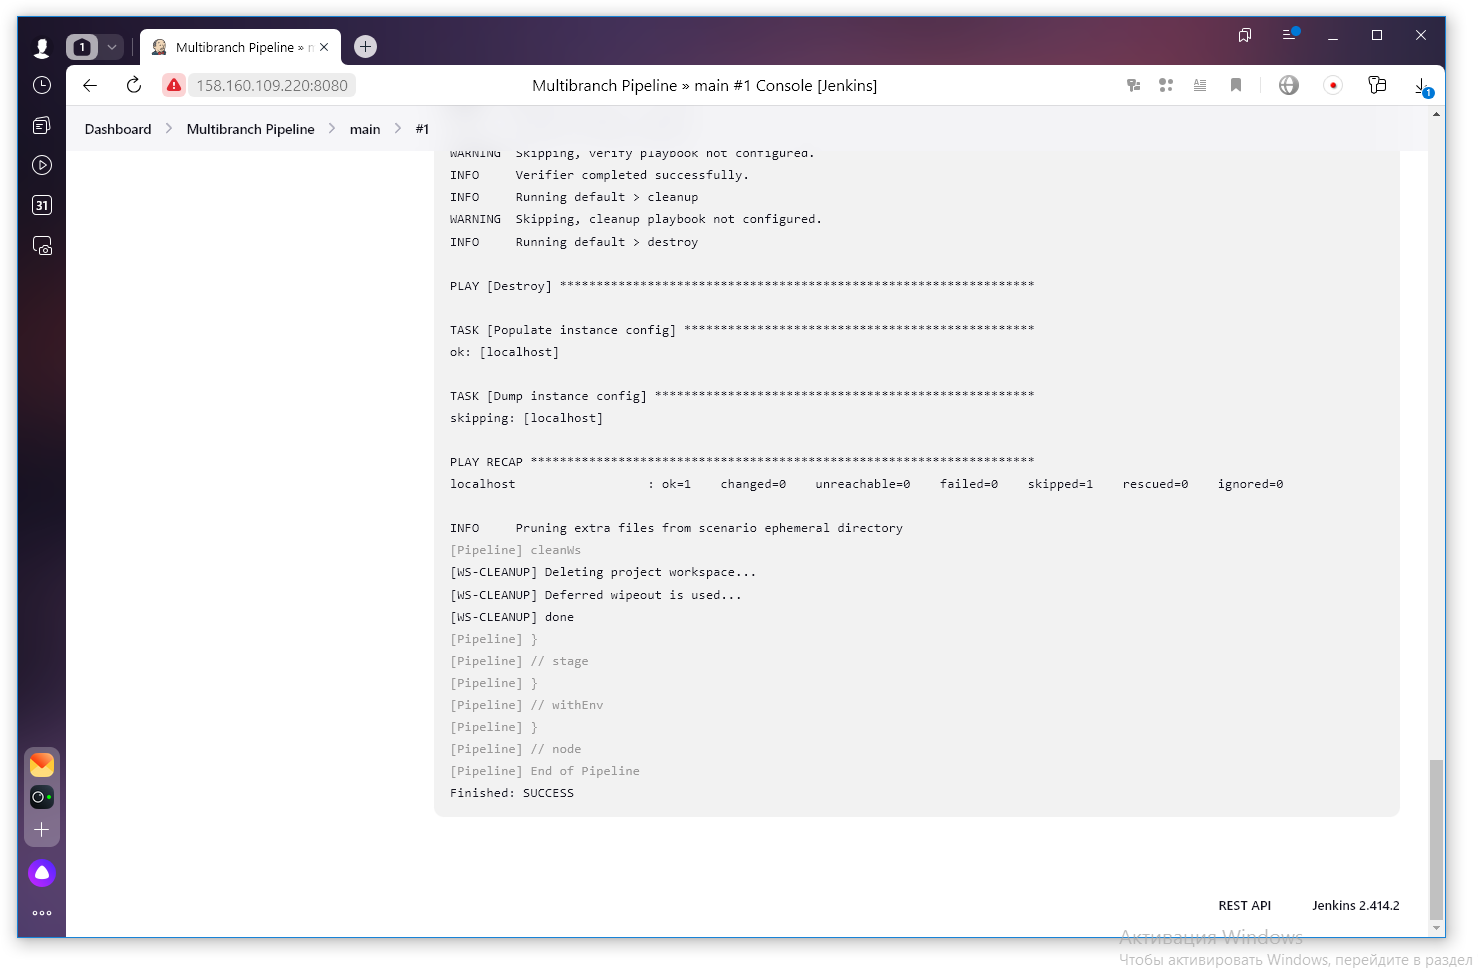 1
Multibranch Pipeline »
158.160.109.220:8080
Multibranch Pipeline » main #1 Console [Jenkins]
1
Dashboard
Multibranch Pipeline
main
#1
31
WARNING Skipping, verify playbook not configured.
INFO Verifier completed successfully.
INFO Running default > cleanup
WARNING Skipping, cleanup playbook not configured.
INFO Running default > destroy
PLAY [Destroy] *****************************************************************
TASK [Populate instance config] ************************************************
ok: [localhost]
TASK [Dump instance config] ****************************************************
skipping: [localhost]
PLAY RECAP *********************************************************************
localhost : ok=1 changed=0 unreachable=0 failed=0 skipped=1 rescued=0 ignored=0
INFO Pruning extra files from scenario ephemeral directory
[Pipeline] cleanWs
[WS-CLEANUP] Deleting project workspace...
[WS-CLEANUP] Deferred wipeout is used...
[WS-CLEANUP] done
[Pipeline] }
[Pipeline] // stage
[Pipeline] }
[Pipeline] // withEnv
[Pipeline] }
[Pipeline] // node
[Pipeline] End of Pipeline
Finished: SUCCESS
REST API
Jenkins 2.414.2
Активация Windows
Чтобы активировать Windows, перейдите в раздел